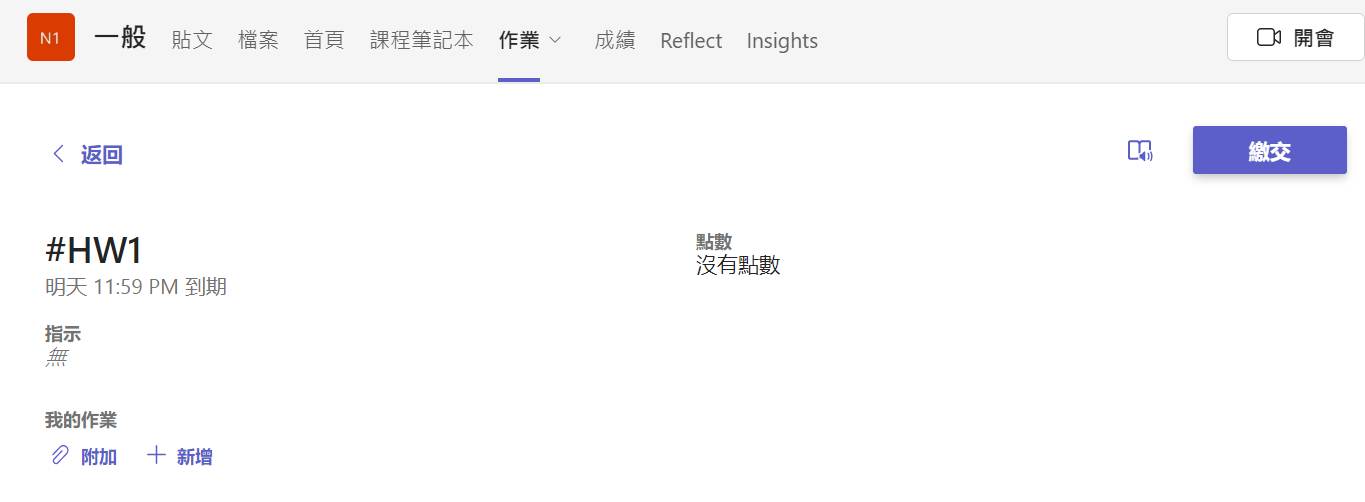 N1 一般 貼文 檔案 首頁 課程筆記本 作業 成績 Reflect Insights 開會
返回 繳交
#HW1
明天 11:59 PM 到期
點數
沒有點數
指示
無
我的作業
附加 新增